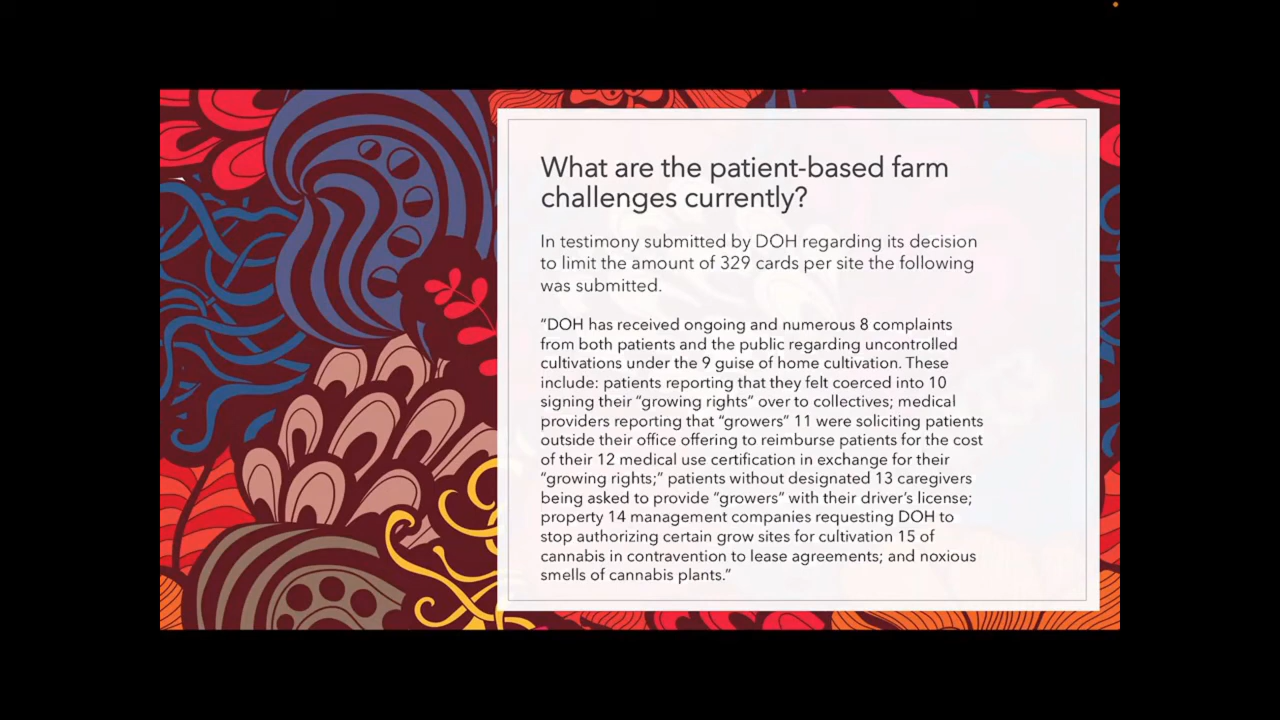 What are the patient-based farm
challenges currently?
In testimony submitted by DOH regarding its decision
to limit the amount of 329 cards per site the following
was submitted.
“DOH has received ongoing and numerous 8 complaints
from both patients and the public regarding uncontrolled
cultivations under the 9 guise of home cultivation. These
include: patients reporting that they felt coerced into 10
signing their “growing rights” over to collectives; medical
providers reporting that “growers” 11 were soliciting patients
outside their office offering to reimburse patients for the cost
of their 12 medical use certification in exchange for their
“growing rights;” patients without designated 13 caregivers
being asked to provide “growers” with their driver’s license;
property 14 management companies requesting DOH to
stop authorizing certain grow sites for cultivation 15 of
cannabis in contravention to lease agreements; and noxious
smells of cannabis plants.”